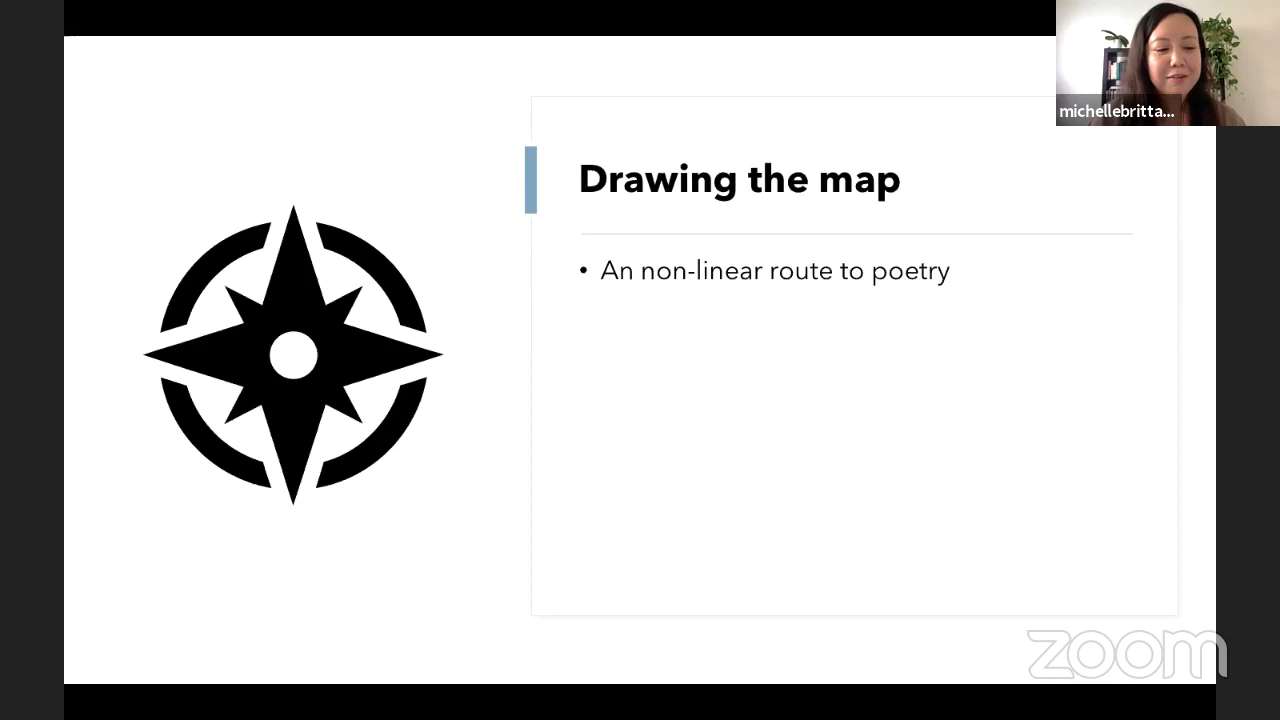 michellebritta...
Drawing the map
• An non-linear route to poetry
zoom